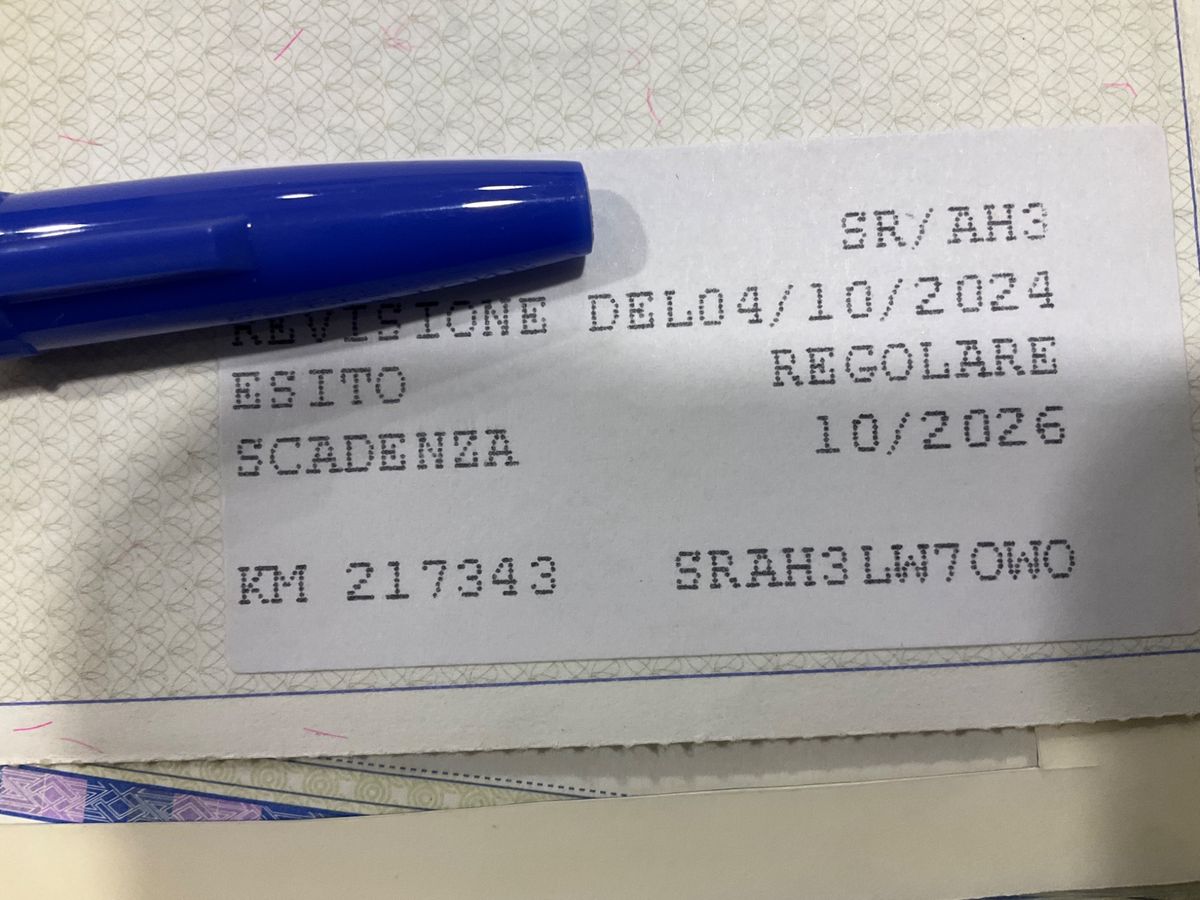 SR/AH3
REVISIONE DEL04/10/2024
ESITO REGOLARE
SCADENZA 10/2026
KM 217343 SRAH3LW7OWO